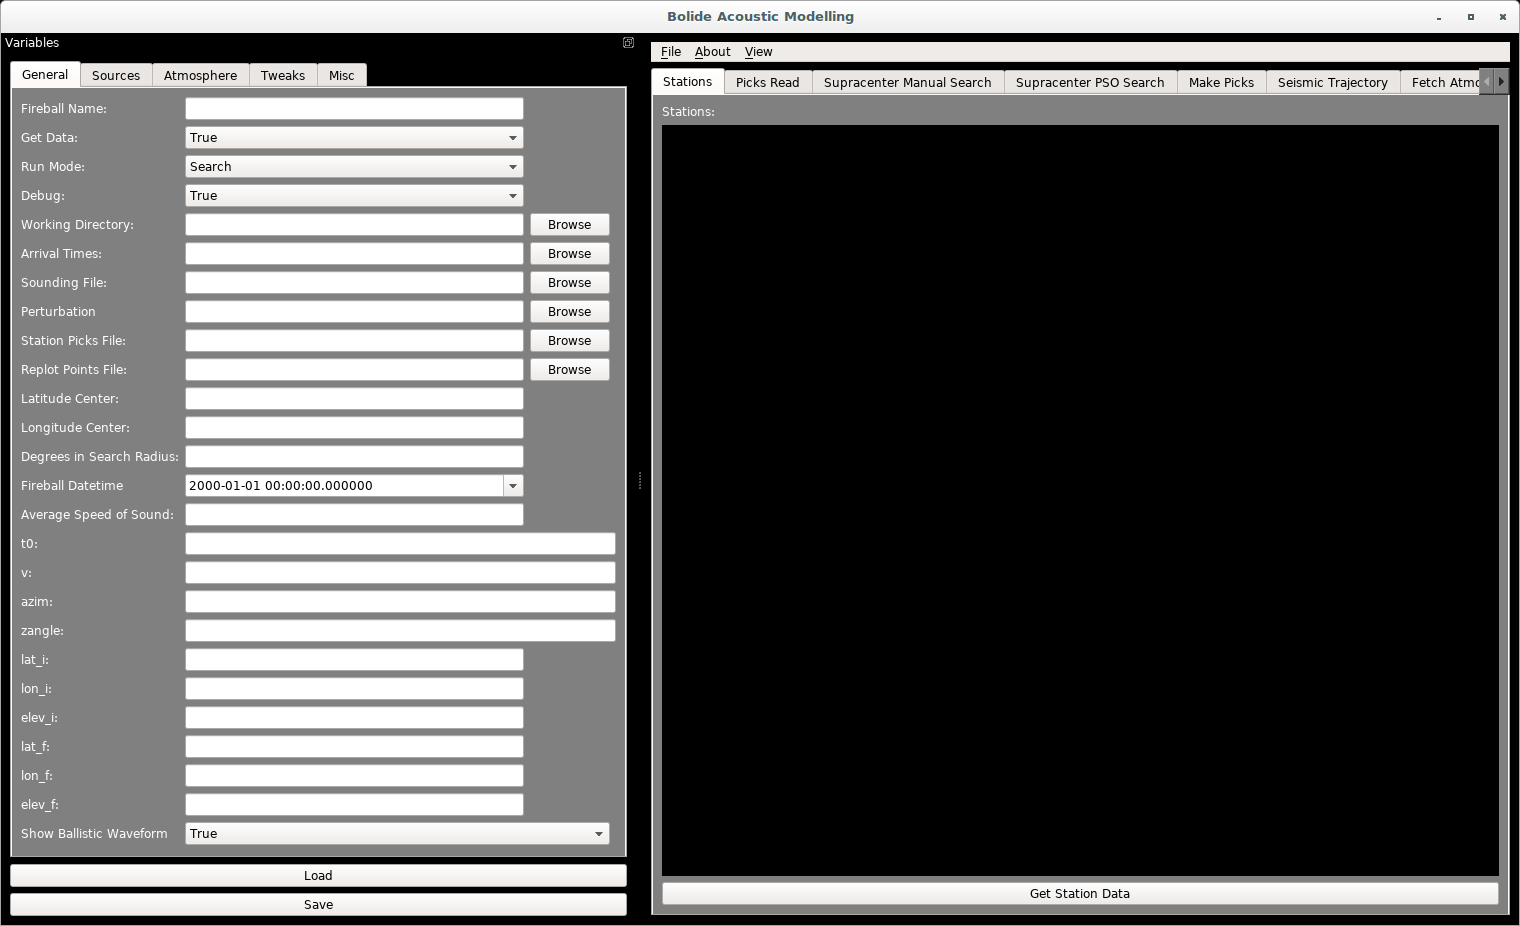 Bolide Acoustic Modelling
Variables
General Sources Atmosphere Tweaks Misc
Fireball Name:
Get Data: True
Run Mode: Search
Debug: True
Working Directory: Browse
Arrival Times: Browse
Sounding File: Browse
Perturbation Browse
Station Picks File: Browse
Replot Points File: Browse
Latitude Center:
Longitude Center:
Degrees in Search Radius:
Fireball Datetime 2000-01-01 00:00:00.000000
Average Speed of Sound:
t0:
v:
azim:
zangle:
lat_i:
lon_i:
elev_i:
lat_f:
lon_f:
elev_f:
Show Ballistic Waveform True
Load
Save
File About View
Stations Picks Read Supracenter Manual Search Supracenter PSO Search Make Picks Seismic Trajectory Fetch
Stations:
Get Station Data